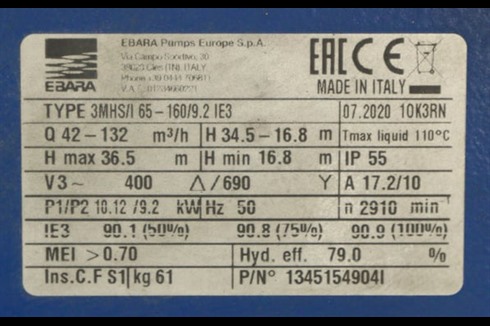 EBARA
EBARA Pumps Europe S.p.A.
Via Campo Sportivo, 30
38023 Cles (TN), ITALY
EAC CE
MADE IN ITALY
TYPE 3MHS/I 65-160/9.2 IE3 07.2020 10K3RN
Q 42-132 m³/h H 34.5-16.8 m Tmax liquid 110°C
H max 36.5 m H min 16.8 m IP 55
V3~ 400 Δ/690 Y A 17.2/10
P1/P2 10.12/9.2 kW Hz 50 n 2910 min⁻¹
IE3 90.1 (50%) 90.8 (75%) 90.9 (100%)
MEI > 0.70 Hyd. eff. 79.0 %
Ins.C.F S1 kg 61 P/N° 1345154904I